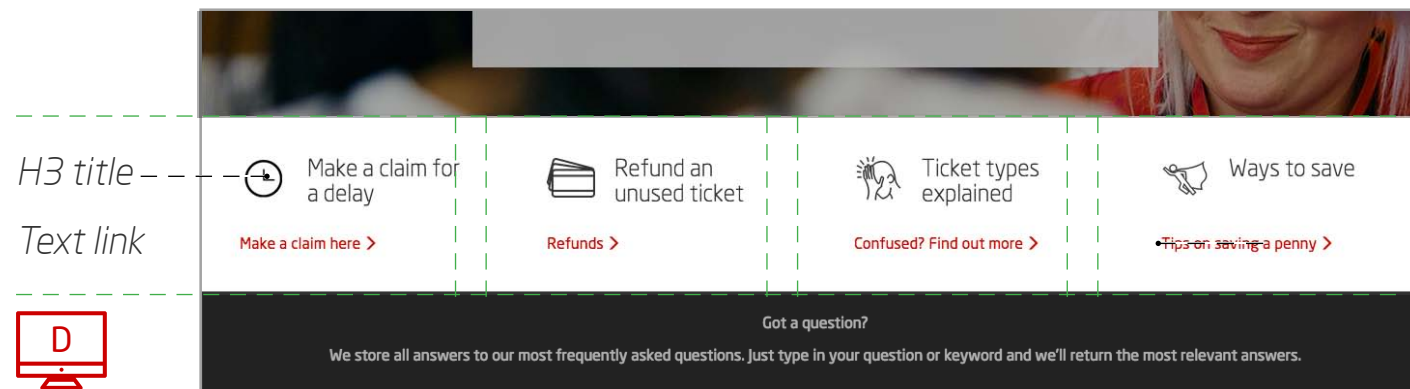 H3 title
Make a claim for
a delay
Refund an
unused ticket
Ticket types
explained
Ways to save
Text link
Make a claim here >
Refunds >
Confused? Find out more >
Tips on saving a penny >
D
Got a question?
We store all answers to our most frequently asked questions. Just type in your question or keyword and we'll return the most relevant answers.